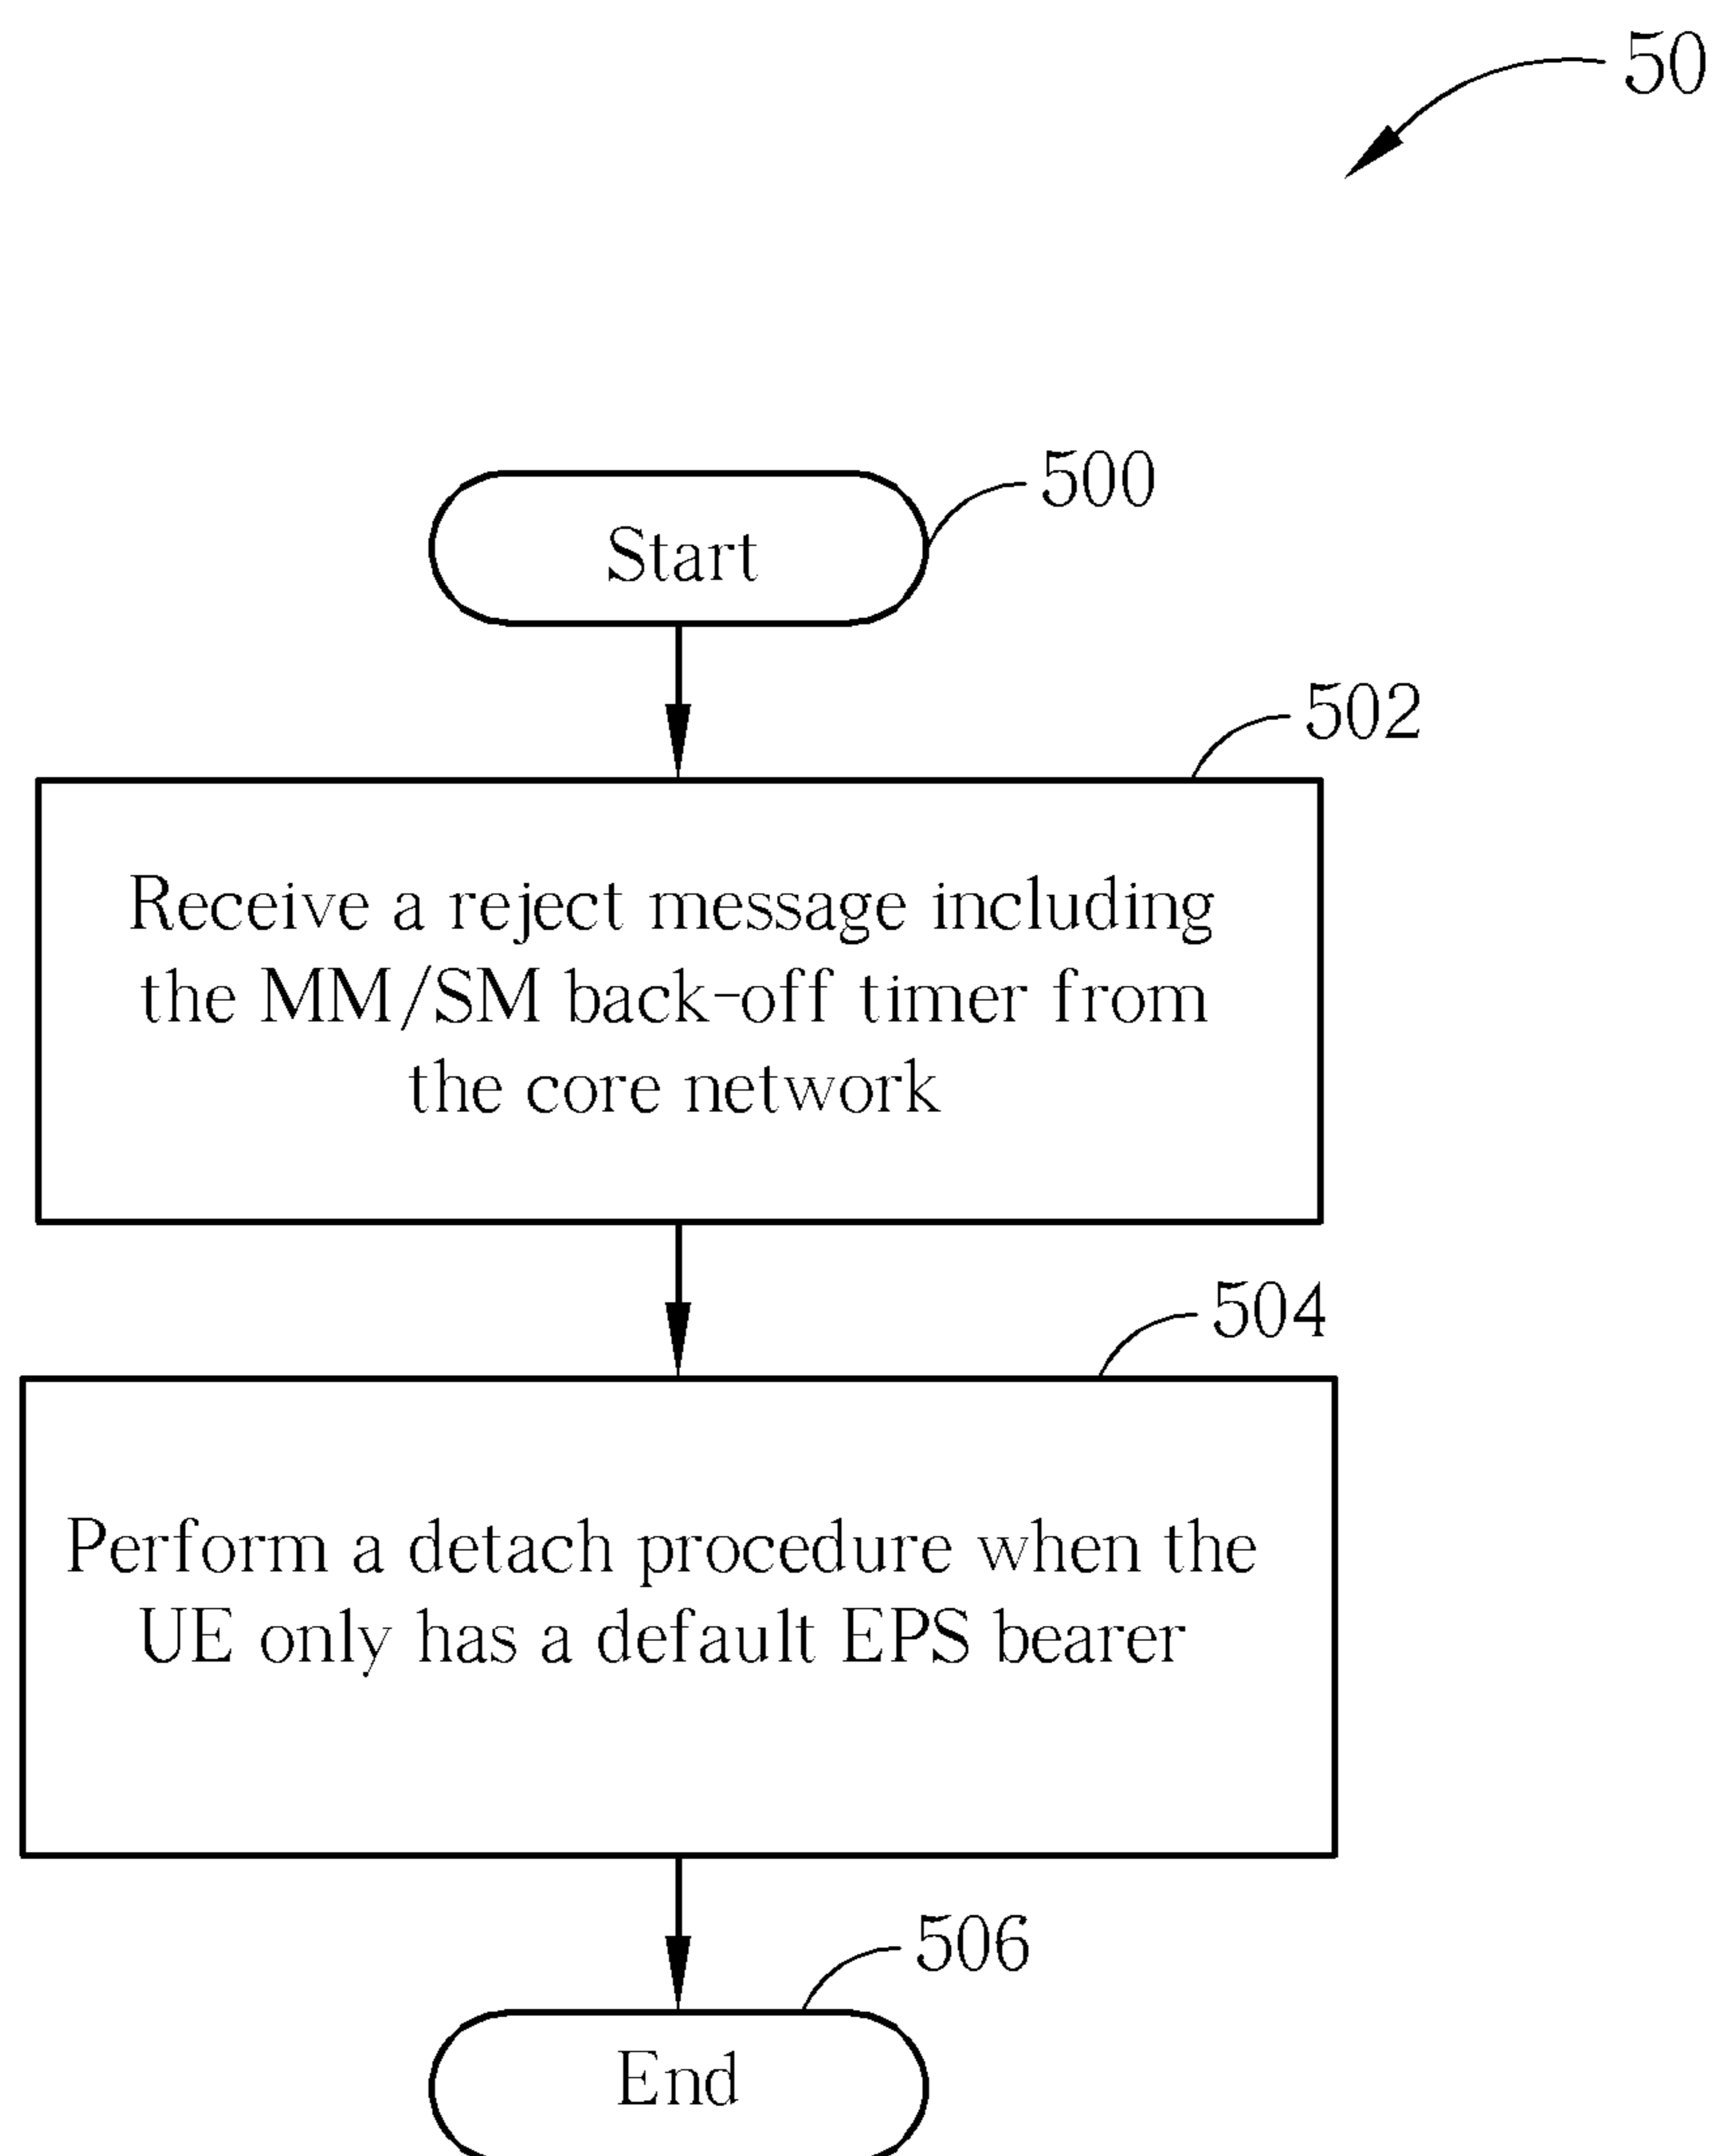 50
500
Start
502
Receive a reject message including
the MM/SM back-off timer from
the core network
504
Perform a detach procedure when the
UE only has a default EPS bearer
506
End